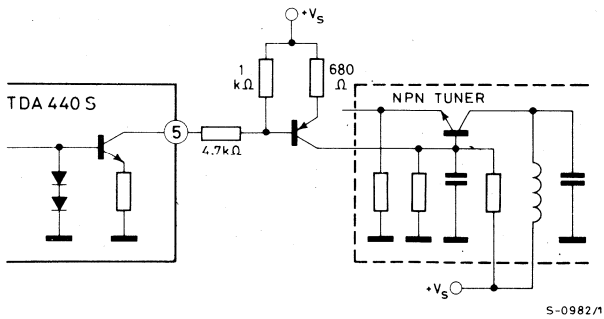 +VS
1
kΩ
680
Ω
TDA 440 S
5
4.7kΩ
NPN TUNER
+VS
S-0982/1